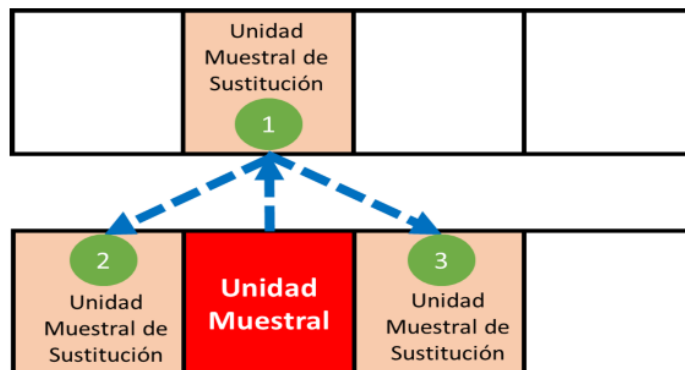 Unidad
Muestral de
Sustitución
1
2
Unidad
Muestral de
Sustitución
Unidad
Muestral
3
Unidad
Muestral de
Sustitución